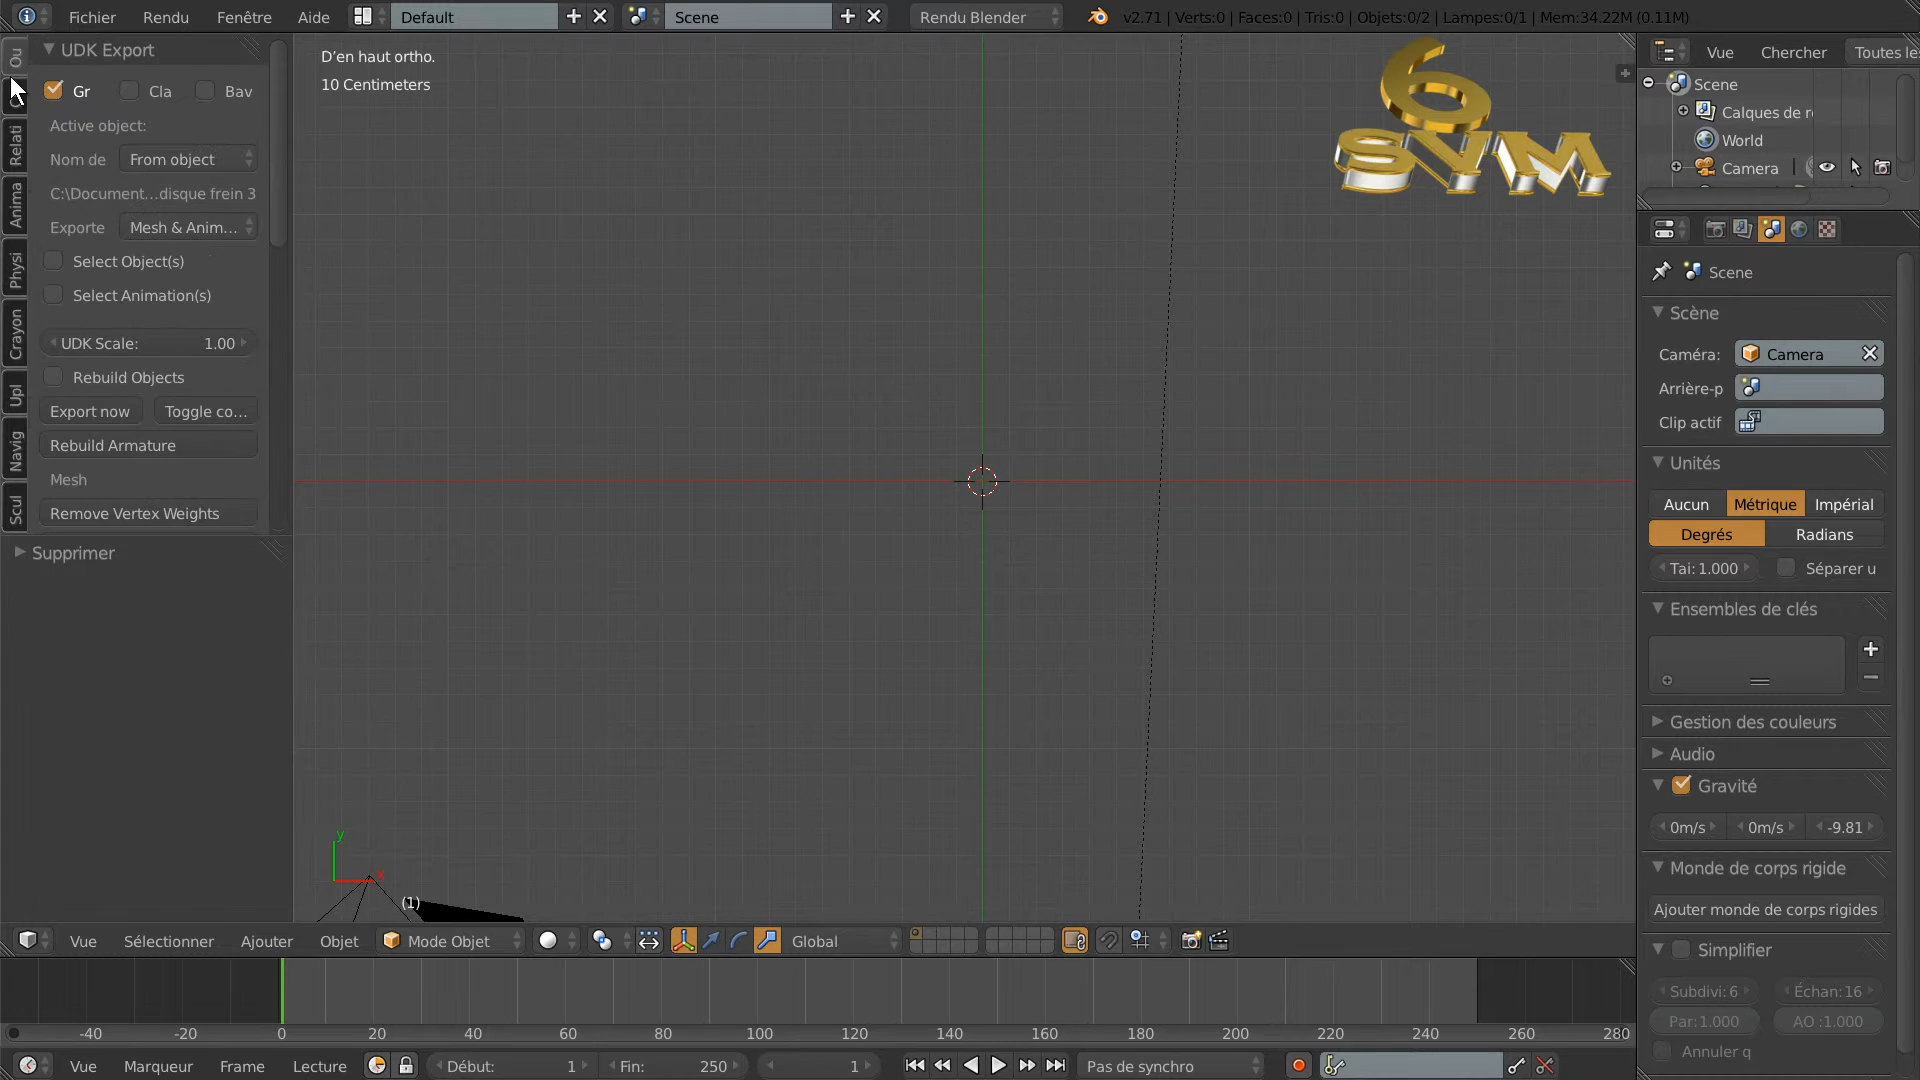 Fichier Rendu Fenêtre Aide Default Scene Rendu Blender v2.71 | Verts:0 | Faces:0 | Tris:0 | Objets:0/2 | Lampes:0/1 | Mem:34.22M (0.11M)
UDK Export
Gr Cla Bav
Active object:
Nom de From object
C:\Document...disque frein 3
Exporte Mesh & Anim...
Select Object(s)
Select Animation(s)
UDK Scale: 1.00
Rebuild Objects
Export now Toggle co...
Rebuild Armature
Mesh
Remove Vertex Weights
Supprimer
Ou
Relati
Anima
Physi
Crayon
Upl
Navig
Scul
D'en haut ortho.
10 Centimeters
6
SYM
y
x
(1)
Vue Chercher Toutes le
Scene
Calques de r
World
Camera
Scene
Scène
Caméra: Camera
Arrière-p
Clip actif
Unités
Aucun Métrique Impérial
Degrés Radians
Tai: 1.000 Séparer u
Ensembles de clés
Gestion des couleurs
Audio
Gravité
0m/s 0m/s -9.81
Monde de corps rigide
Ajouter monde de corps rigides
Simplifier
Subdivi: 6 Échan: 16
Par: 1.000 AO :1.000
Annuler q
Vue Sélectionner Ajouter Objet Mode Objet Global
-40 -20 0 20 40 60 80 100 120 140 160 180 200 220 240 260 280
Vue Marqueur Frame Lecture Début: 1 Fin: 250 1 Pas de synchro